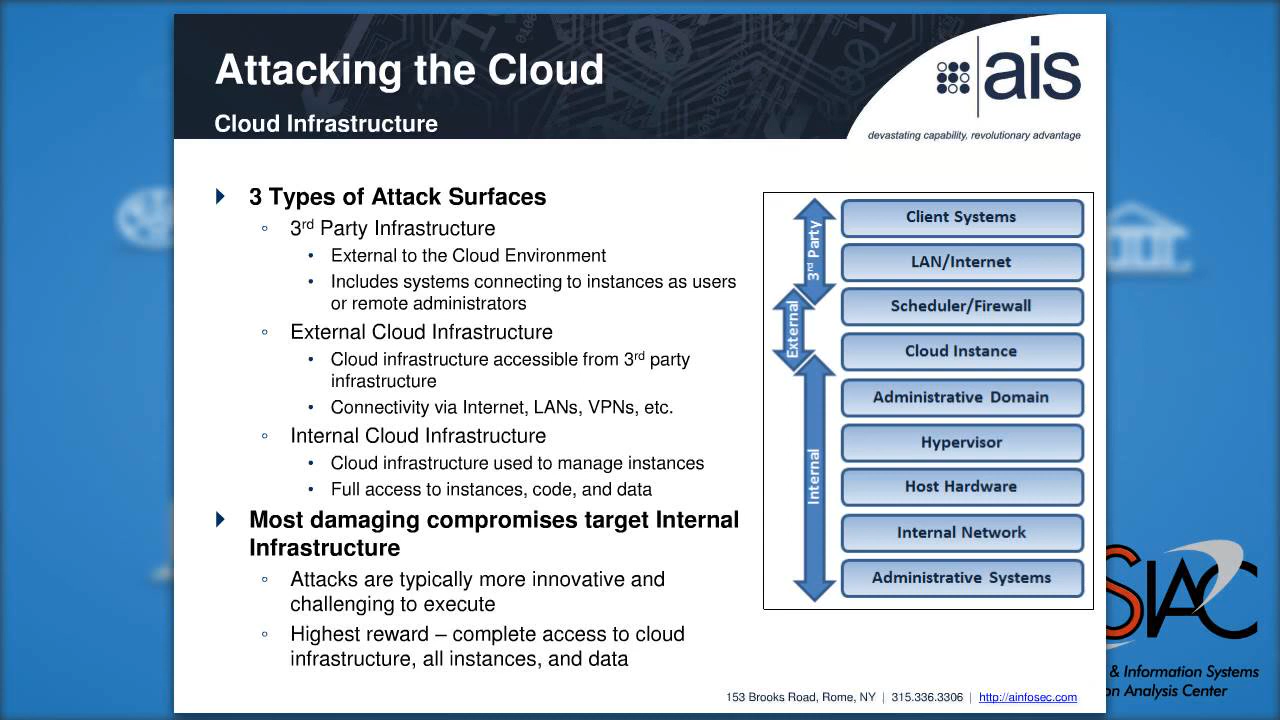 Attacking the Cloud
Cloud Infrastructure
ais
devastating capability, revolutionary advantage
3 Types of Attack Surfaces
3rd Party Infrastructure
External to the Cloud Environment
Includes systems connecting to instances as users
or remote administrators
External Cloud Infrastructure
Cloud infrastructure accessible from 3rd party
infrastructure
Connectivity via Internet, LANs, VPNs, etc.
Internal Cloud Infrastructure
Cloud infrastructure used to manage instances
Full access to instances, code, and data
Most damaging compromises target Internal
Infrastructure
Attacks are typically more innovative and
challenging to execute
Highest reward – complete access to cloud
infrastructure, all instances, and data
3rd Party
External
Internal
Client Systems
LAN/Internet
Scheduler/Firewall
Cloud Instance
Administrative Domain
Hypervisor
Host Hardware
Internal Network
Administrative Systems
SIAC
& Information Systems
on Analysis Center
153 Brooks Road, Rome, NY | 315.336.3306 | http://ainfosec.com